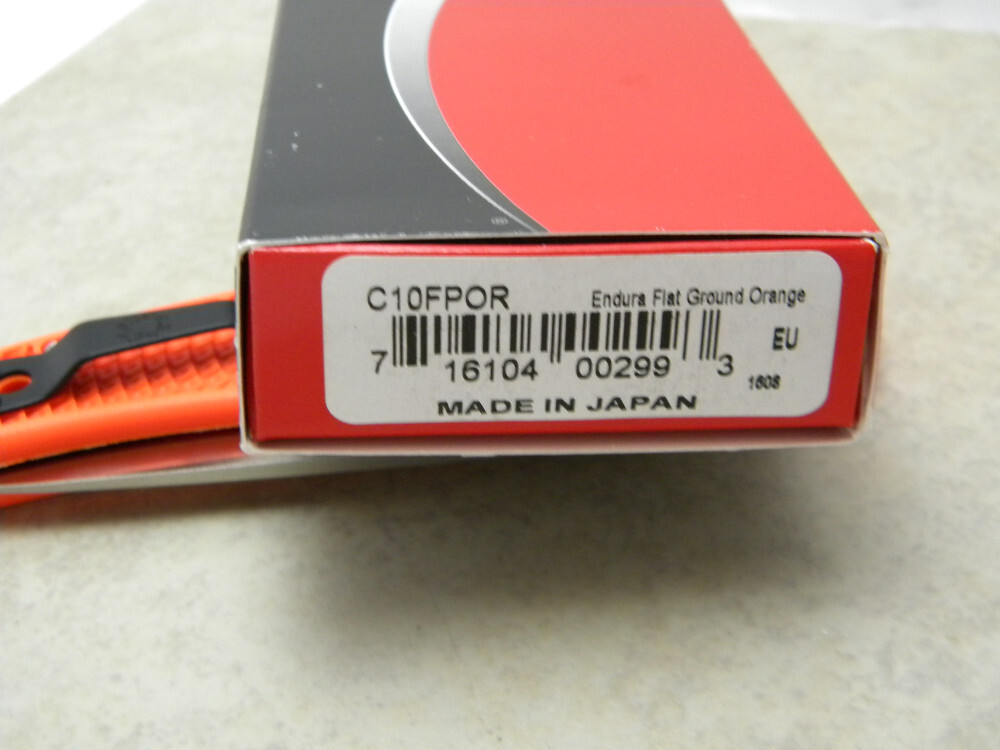 C10FPOR Endura Flat Ground Orange
EU
7 16104 00299 3
1608
MADE IN JAPAN